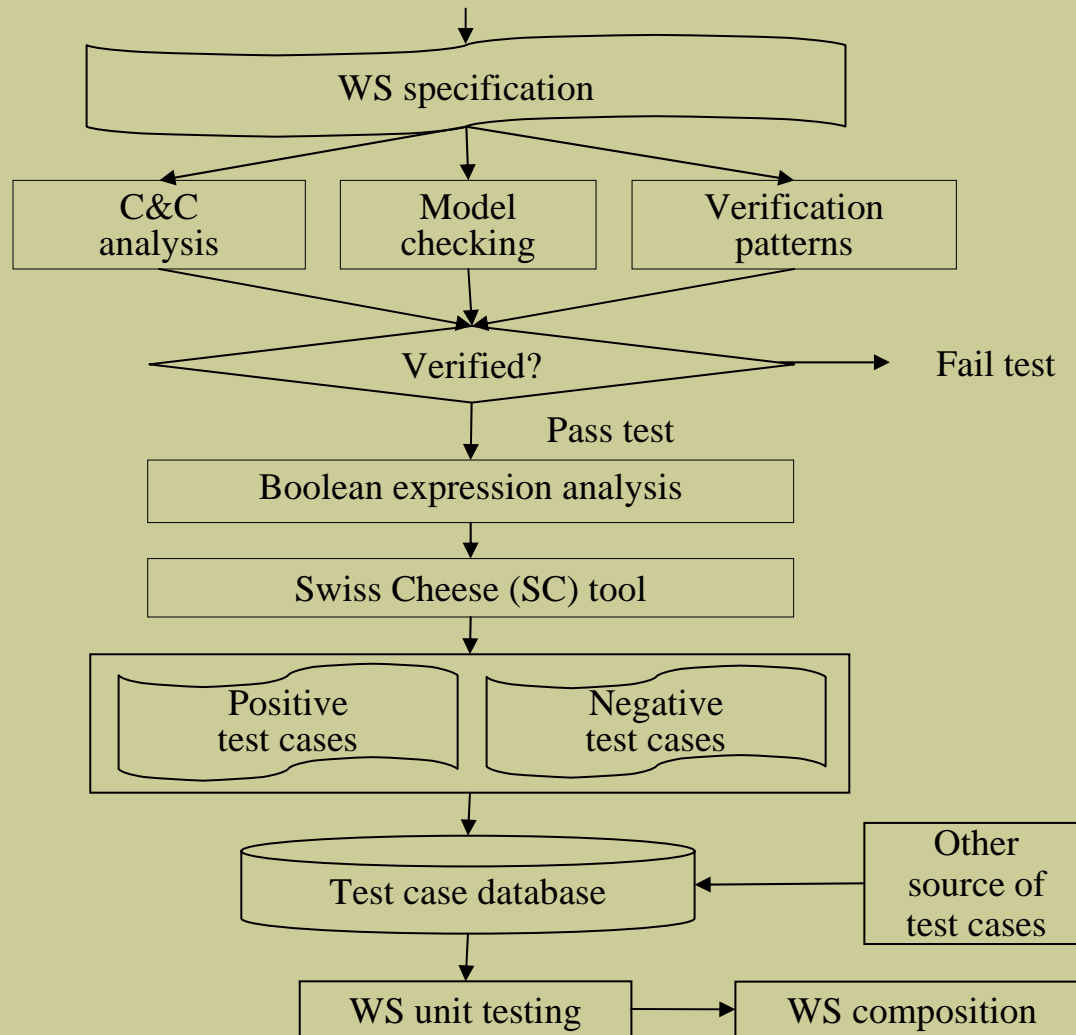 WS specification
C&C
analysis
Model
checking
Verification
patterns
Verified?
Fail test
Pass test
Boolean expression analysis
Swiss Cheese (SC) tool
Positive
test cases
Negative
test cases
Other
source of
test cases
Test case database
WS unit testing
WS composition